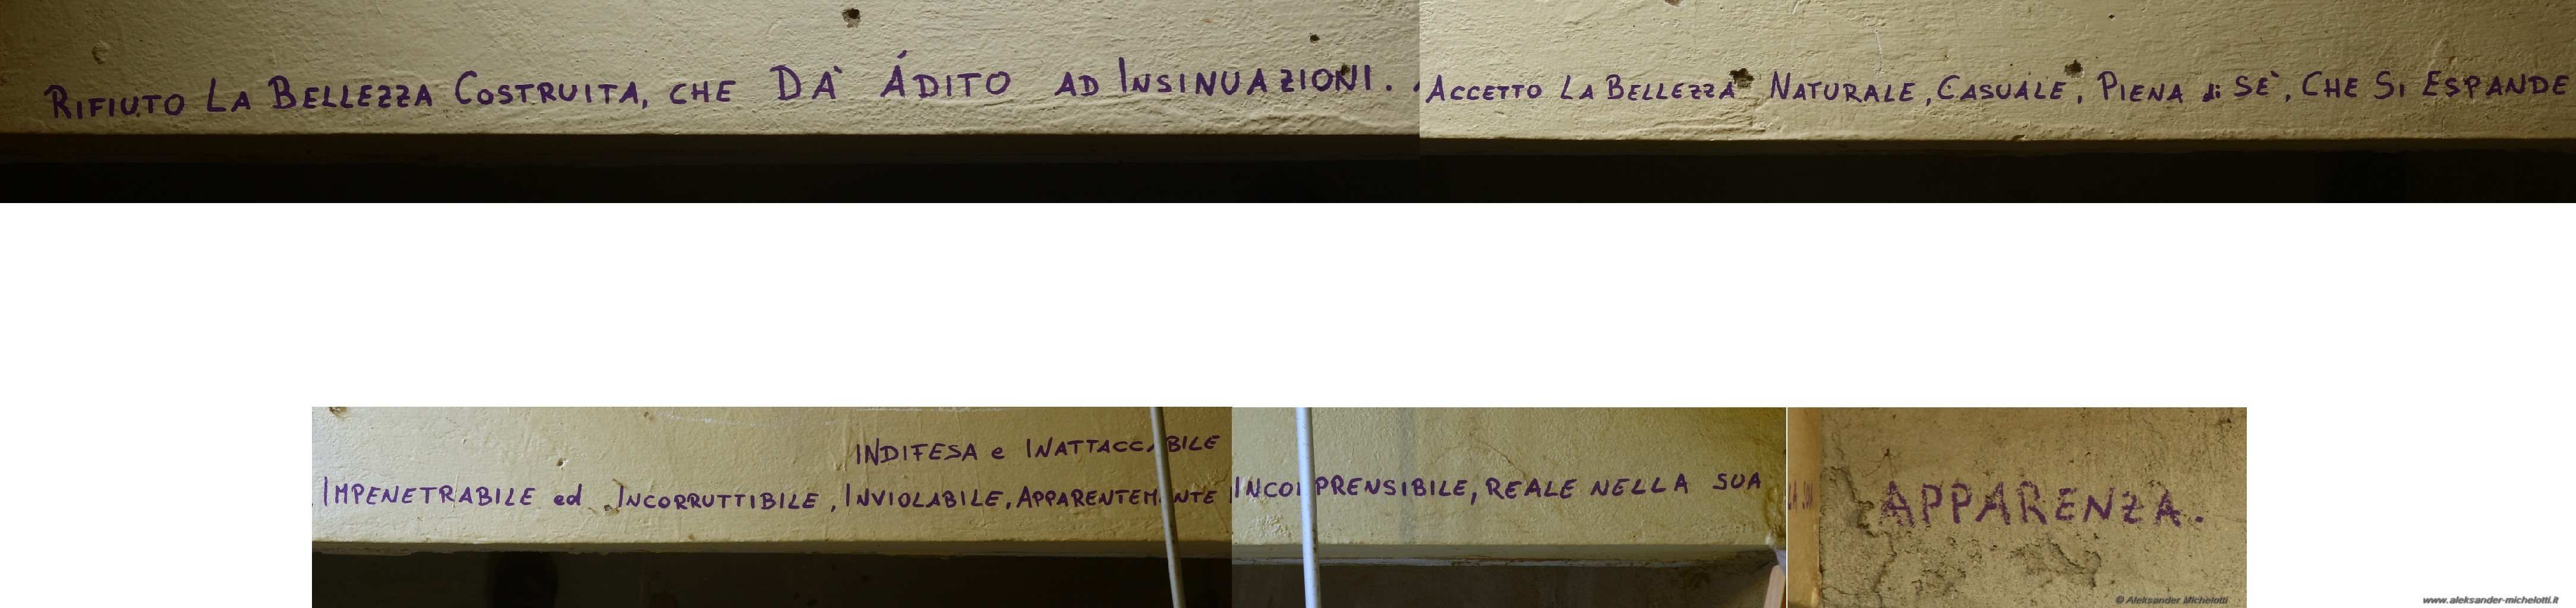 RIFIUTO LA BELLEZZA COSTRUITA, CHE DA' ÁDITO AD INSINUAZIONI. ACCETTO LA BELLEZZA NATURALE, CASUALE, PIENA di SE', CHE SI ESPANDE
INDIFESA e INATTACCABILE
IMPENETRABILE ed INCORRUTTIBILE, INVIOLABILE, APPARENTEMENTE INCOMPRENSIBILE, REALE NELLA SUA APPARENZA.
© Aleksander Michelotti
www.aleksander-michelotti.it